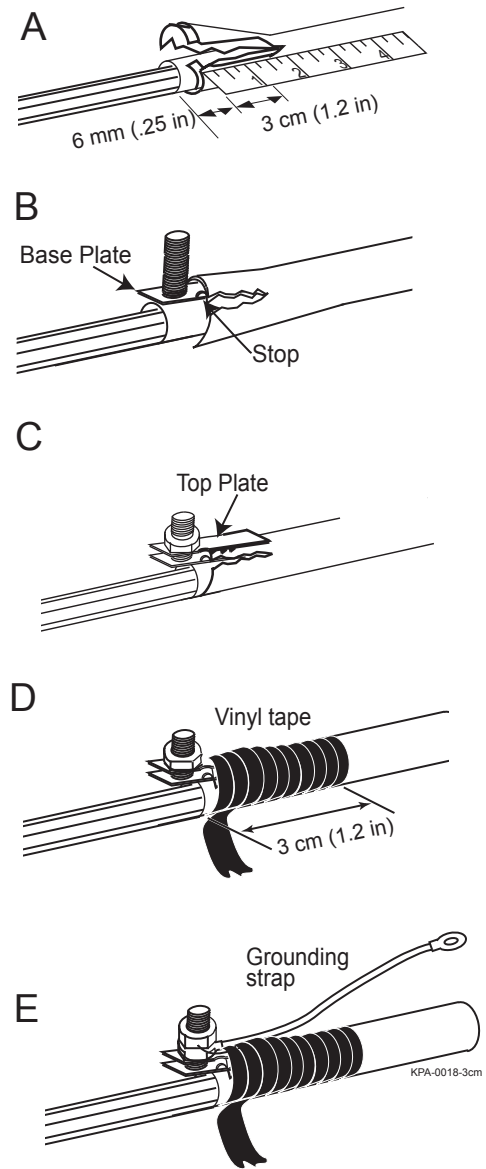 A
1 2 3 4
6 mm (.25 in)
3 cm (1.2 in)
B
Base Plate
Stop
C
Top Plate
D
Vinyl tape
3 cm (1.2 in)
E
Grounding
strap
KPA-0018-3cm